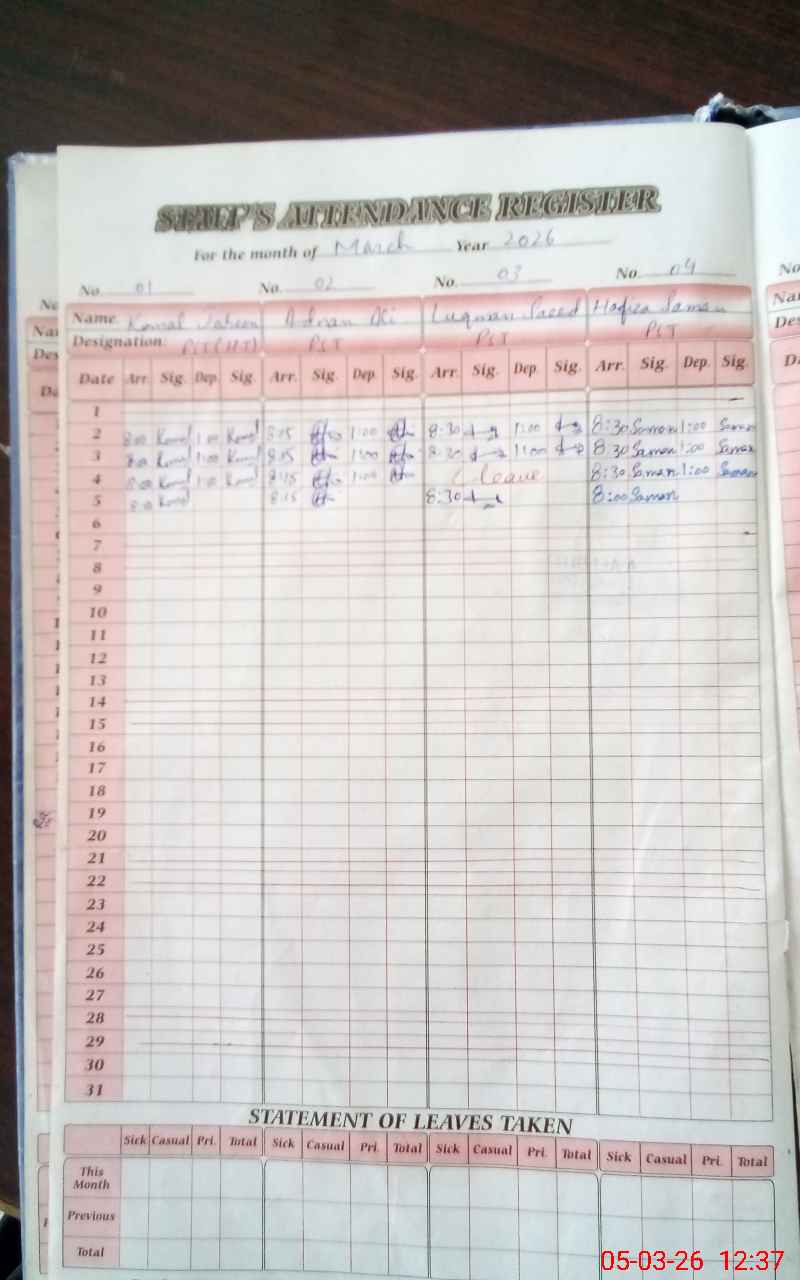 STAFF'S ATTENDANCE REGISTER
For the month of March Year 2026
No. 01 No. 02 No. 03 No. 04
Name. Komal Adnan Ali Luqman Saeed Hafiza Saman
Designation. PST PST PST
Date Arr. Sig. Dep. Sig. Arr. Sig. Dep. Sig. Arr. Sig. Dep. Sig. Arr. Sig. Dep. Sig.
1
2 8:00 Komal 1:00 Komal 8:15 1:00 8:30 1:00 8:30 Saman 1:00 Saman
3 8:00 Komal 1:00 Komal 8:15 1:00 8:30 1:00 8:30 Saman 1:00 Saman
4 8:00 Komal 1:00 Komal 8:15 1:00 leave 8:30 Saman 1:00 Saman
5 8:00 Komal 8:15 8:30 8:00 Saman
6
7
8
9
10
11
12
13
14
15
16
17
18
19
20
21
22
23
24
25
26
27
28
29
30
31
STATEMENT OF LEAVES TAKEN
Sick Casual Pri. Total Sick Casual Pri. Total Sick Casual Pri. Total Sick Casual Pri. Total
This
Month
Previous
Total
05-03-26 12:37